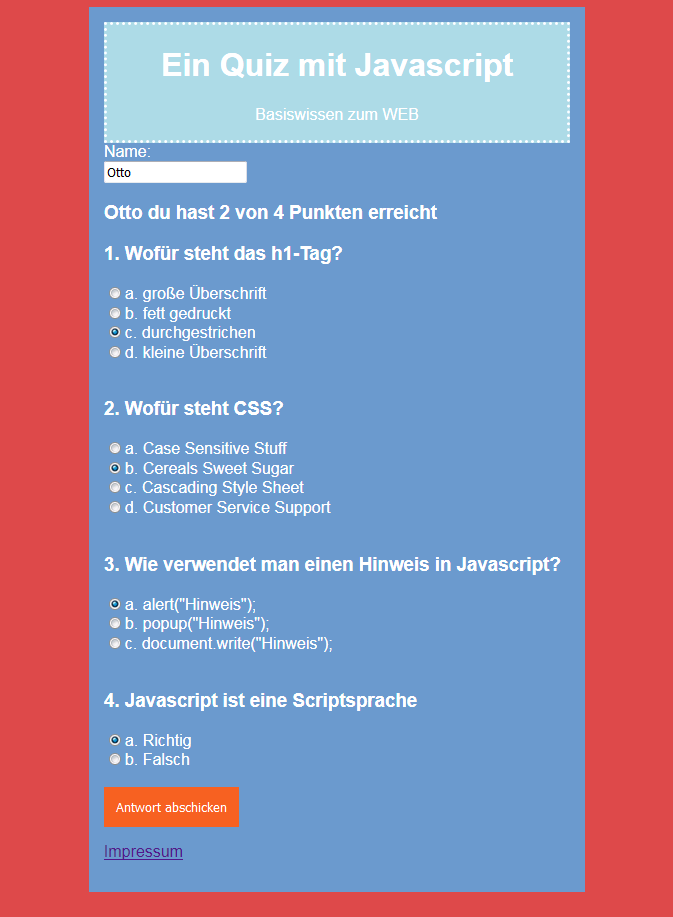 Ein Quiz mit Javascript
Basiswissen zum WEB
Name:
Otto
Otto du hast 2 von 4 Punkten erreicht
1. Wofür steht das h1-Tag?
a. große Überschrift
b. fett gedruckt
c. durchgestrichen
d. kleine Überschrift
2. Wofür steht CSS?
a. Case Sensitive Stuff
b. Cereals Sweet Sugar
c. Cascading Style Sheet
d. Customer Service Support
3. Wie verwendet man einen Hinweis in Javascript?
a. alert("Hinweis");
b. popup("Hinweis");
c. document.write("Hinweis");
4. Javascript ist eine Scriptsprache
a. Richtig
b. Falsch
Antwort abschicken
Impressum